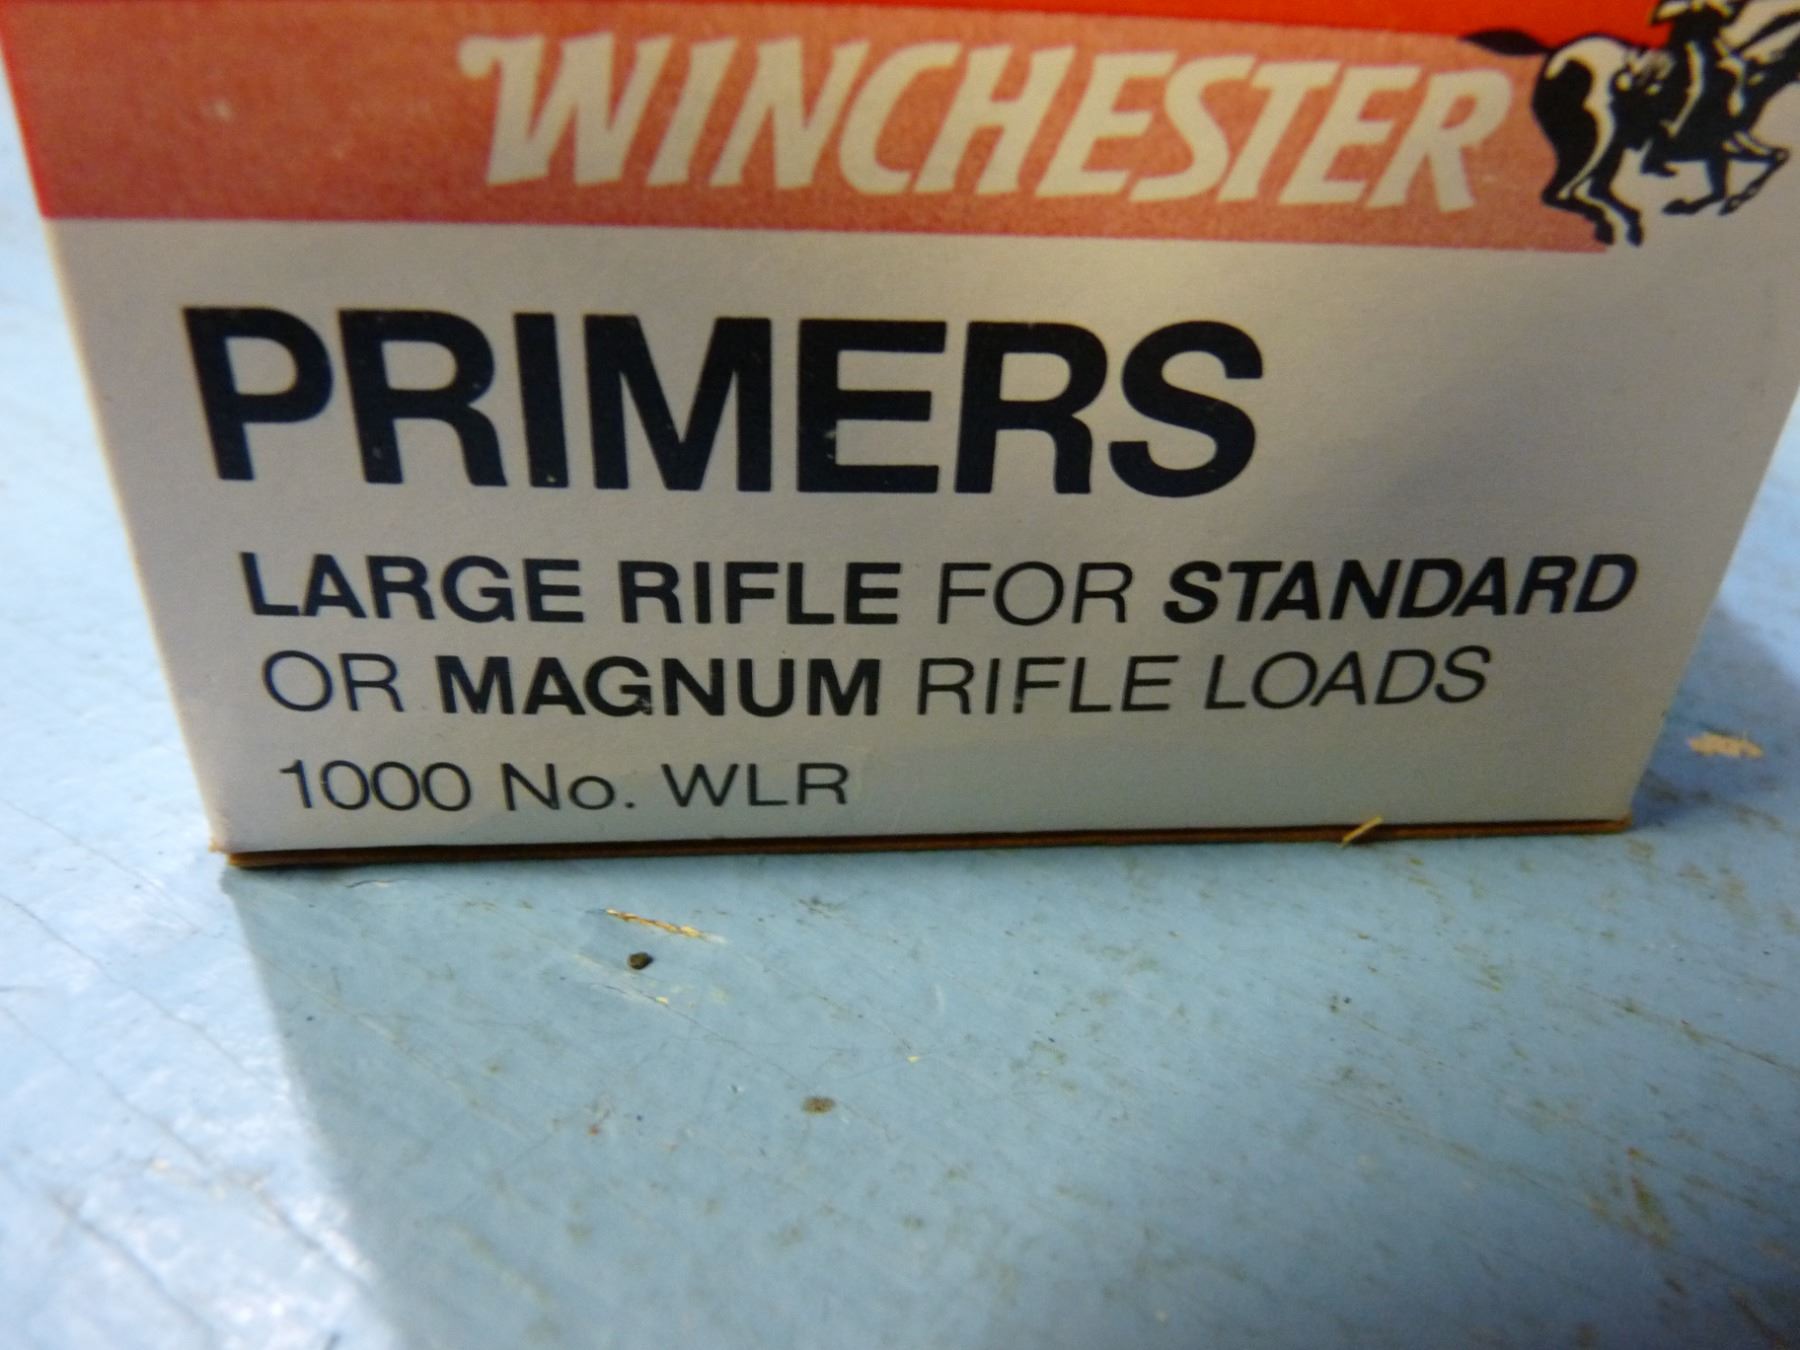 WINCHESTER
PRIMERS
LARGE RIFLE FOR STANDARD
OR MAGNUM RIFLE LOADS
1000 No. WLR